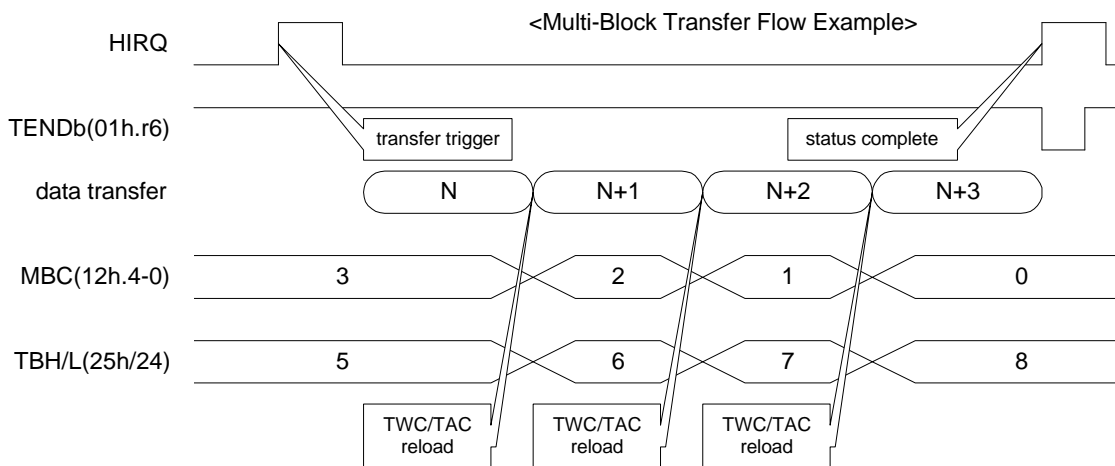 <Multi-Block Transfer Flow Example>
HIRQ
TENDb(01h.r6)
transfer trigger
status complete
data transfer
N
N+1
N+2
N+3
MBC(12h.4-0)
3
2
1
0
TBH/L(25h/24)
5
6
7
8
TWC/TAC
reload
TWC/TAC
reload
TWC/TAC
reload